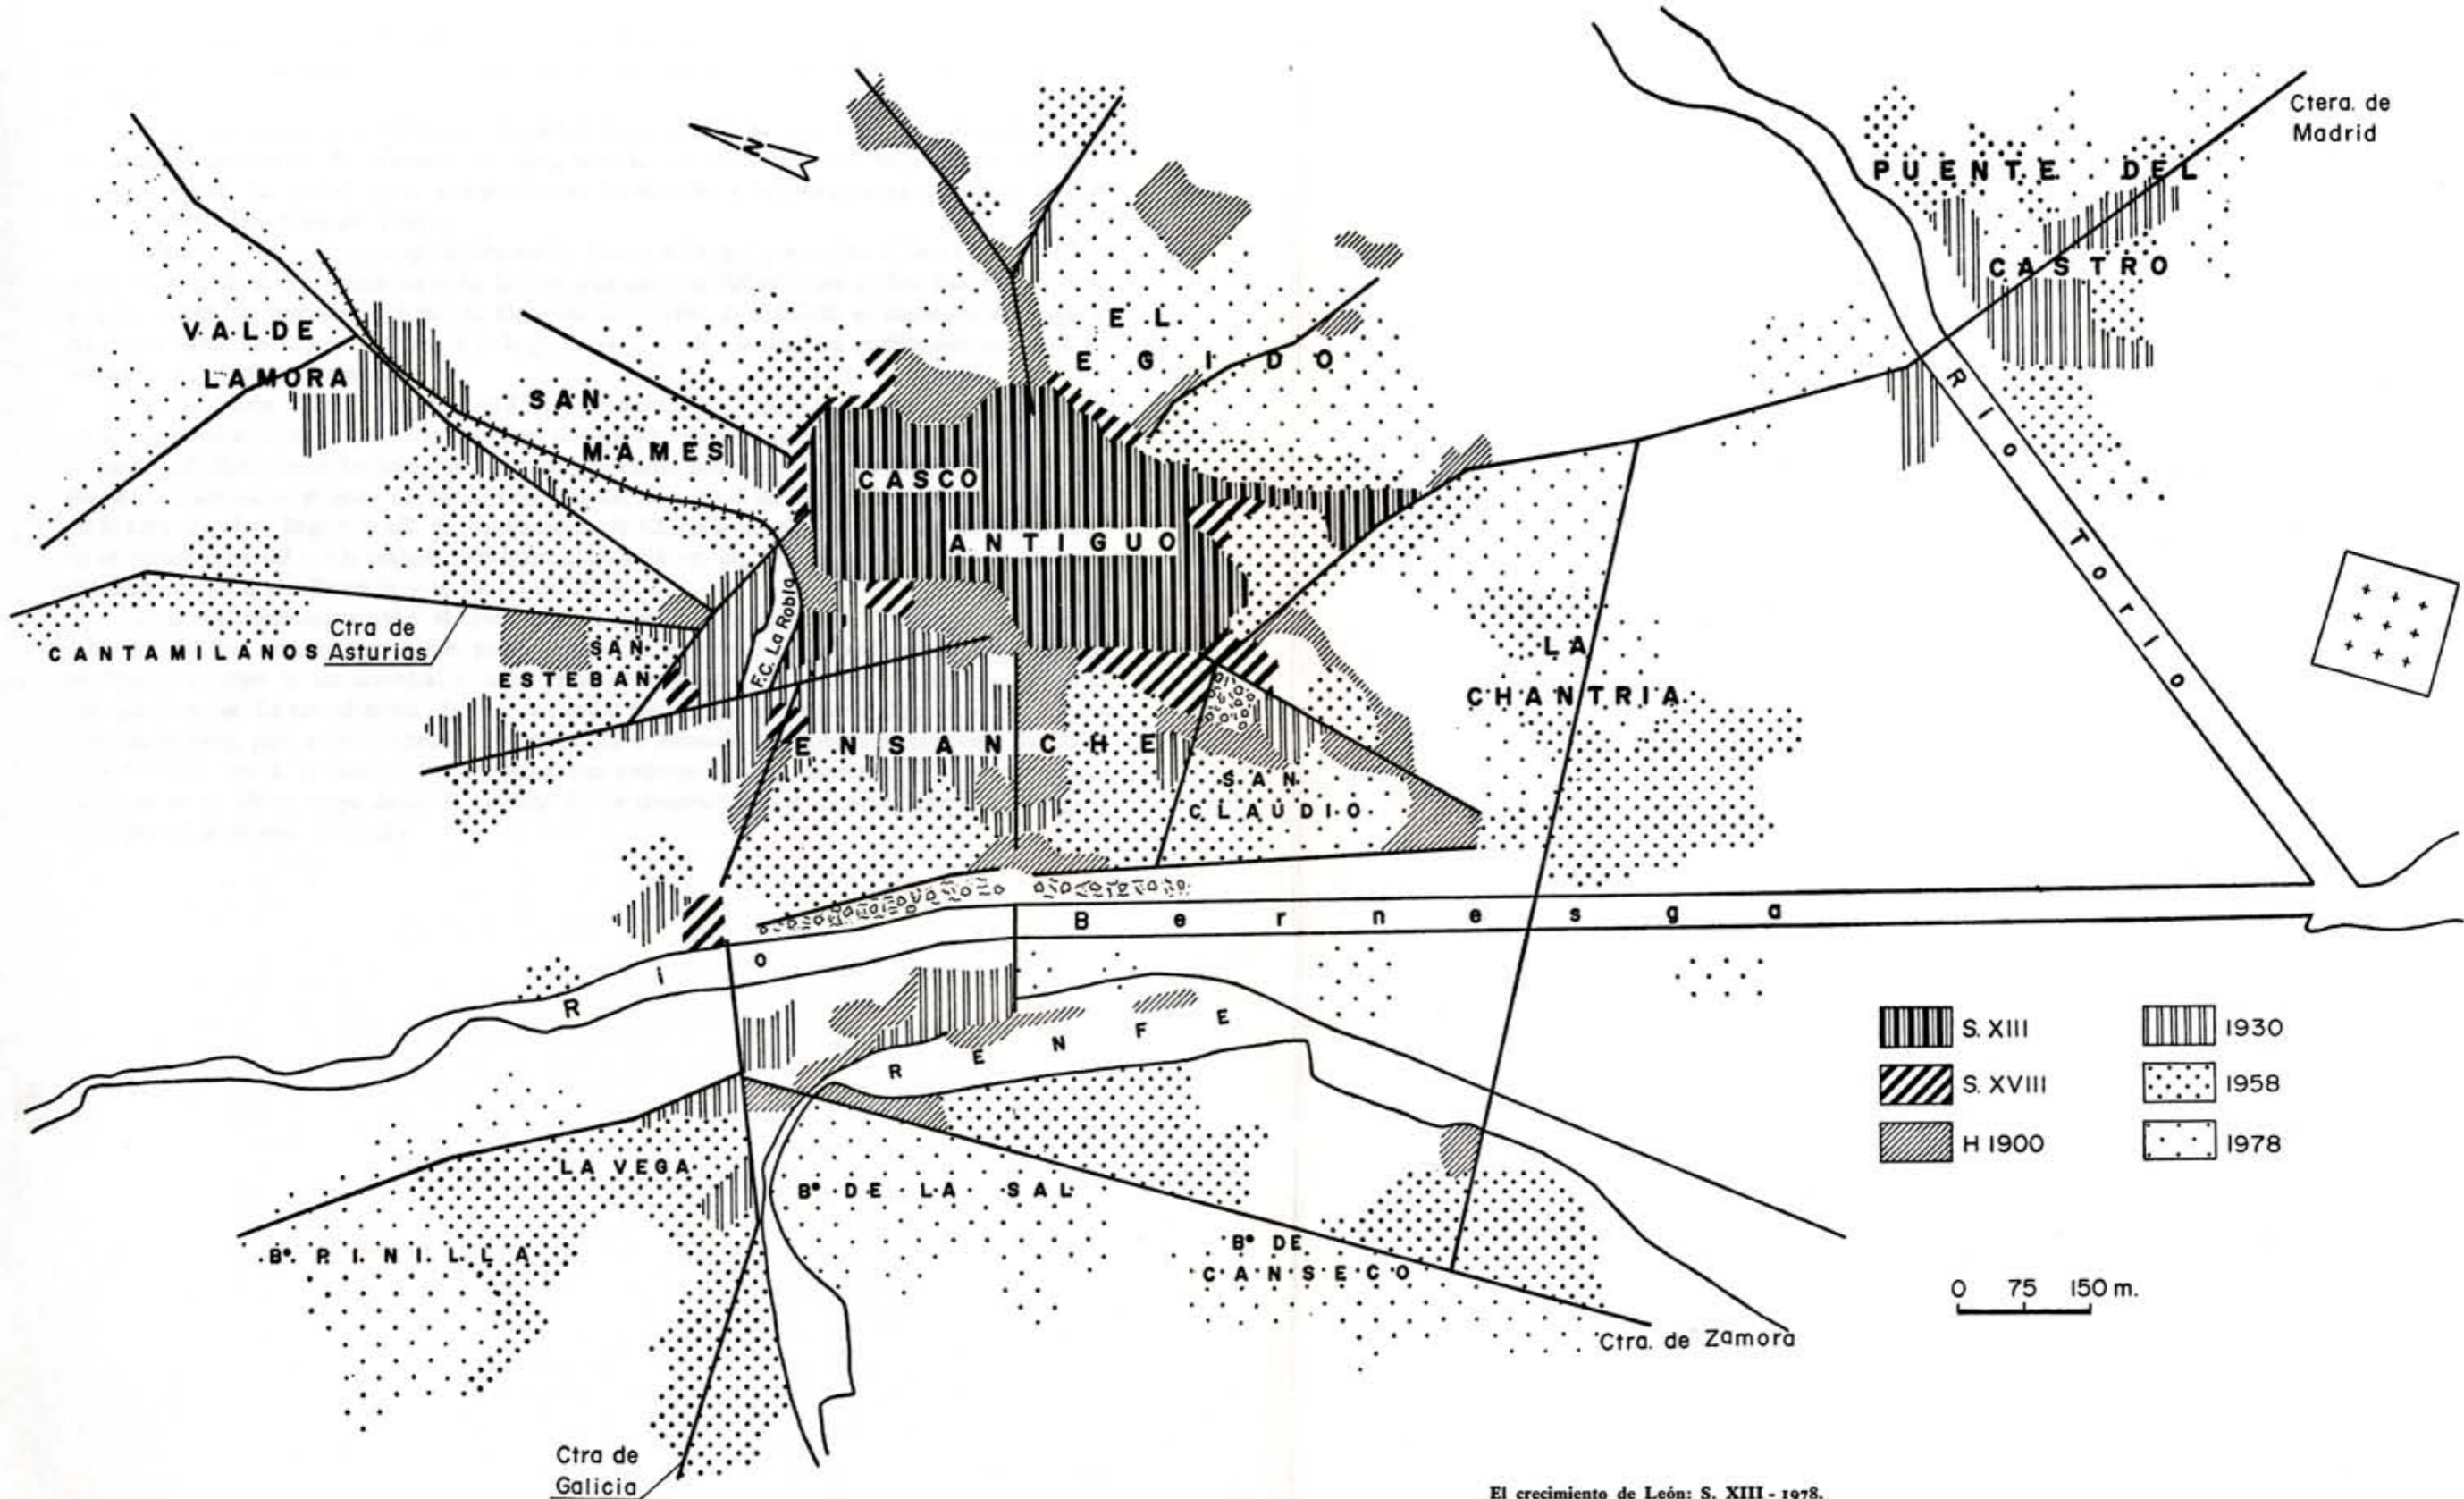 Ctera. de
Madrid
N
PUENTE DEL
CASTRO
VALDE
LAMORA
SAN
MAMES
EL
EGIDO
CASCO
ANTIGUO
Rio Torio
F.C. La Robla
CANTAMILANOS
Ctra de
Asturias
SAN
ESTEBAN
LA
CHANTRIA
ENSANCHE
SAN
CLAUDIO
Rio Bernesga
RENFE
S. XIII
1930
S. XVIII
1958
H 1900
1978
LA VEGA
Bº DE LA SAL
Bº PINILLA
Bº DE
CANSECO
0 75 150 m.
Ctra. de Zamora
Ctra de
Galicia
El crecimiento de León: S. XIII - 1978.